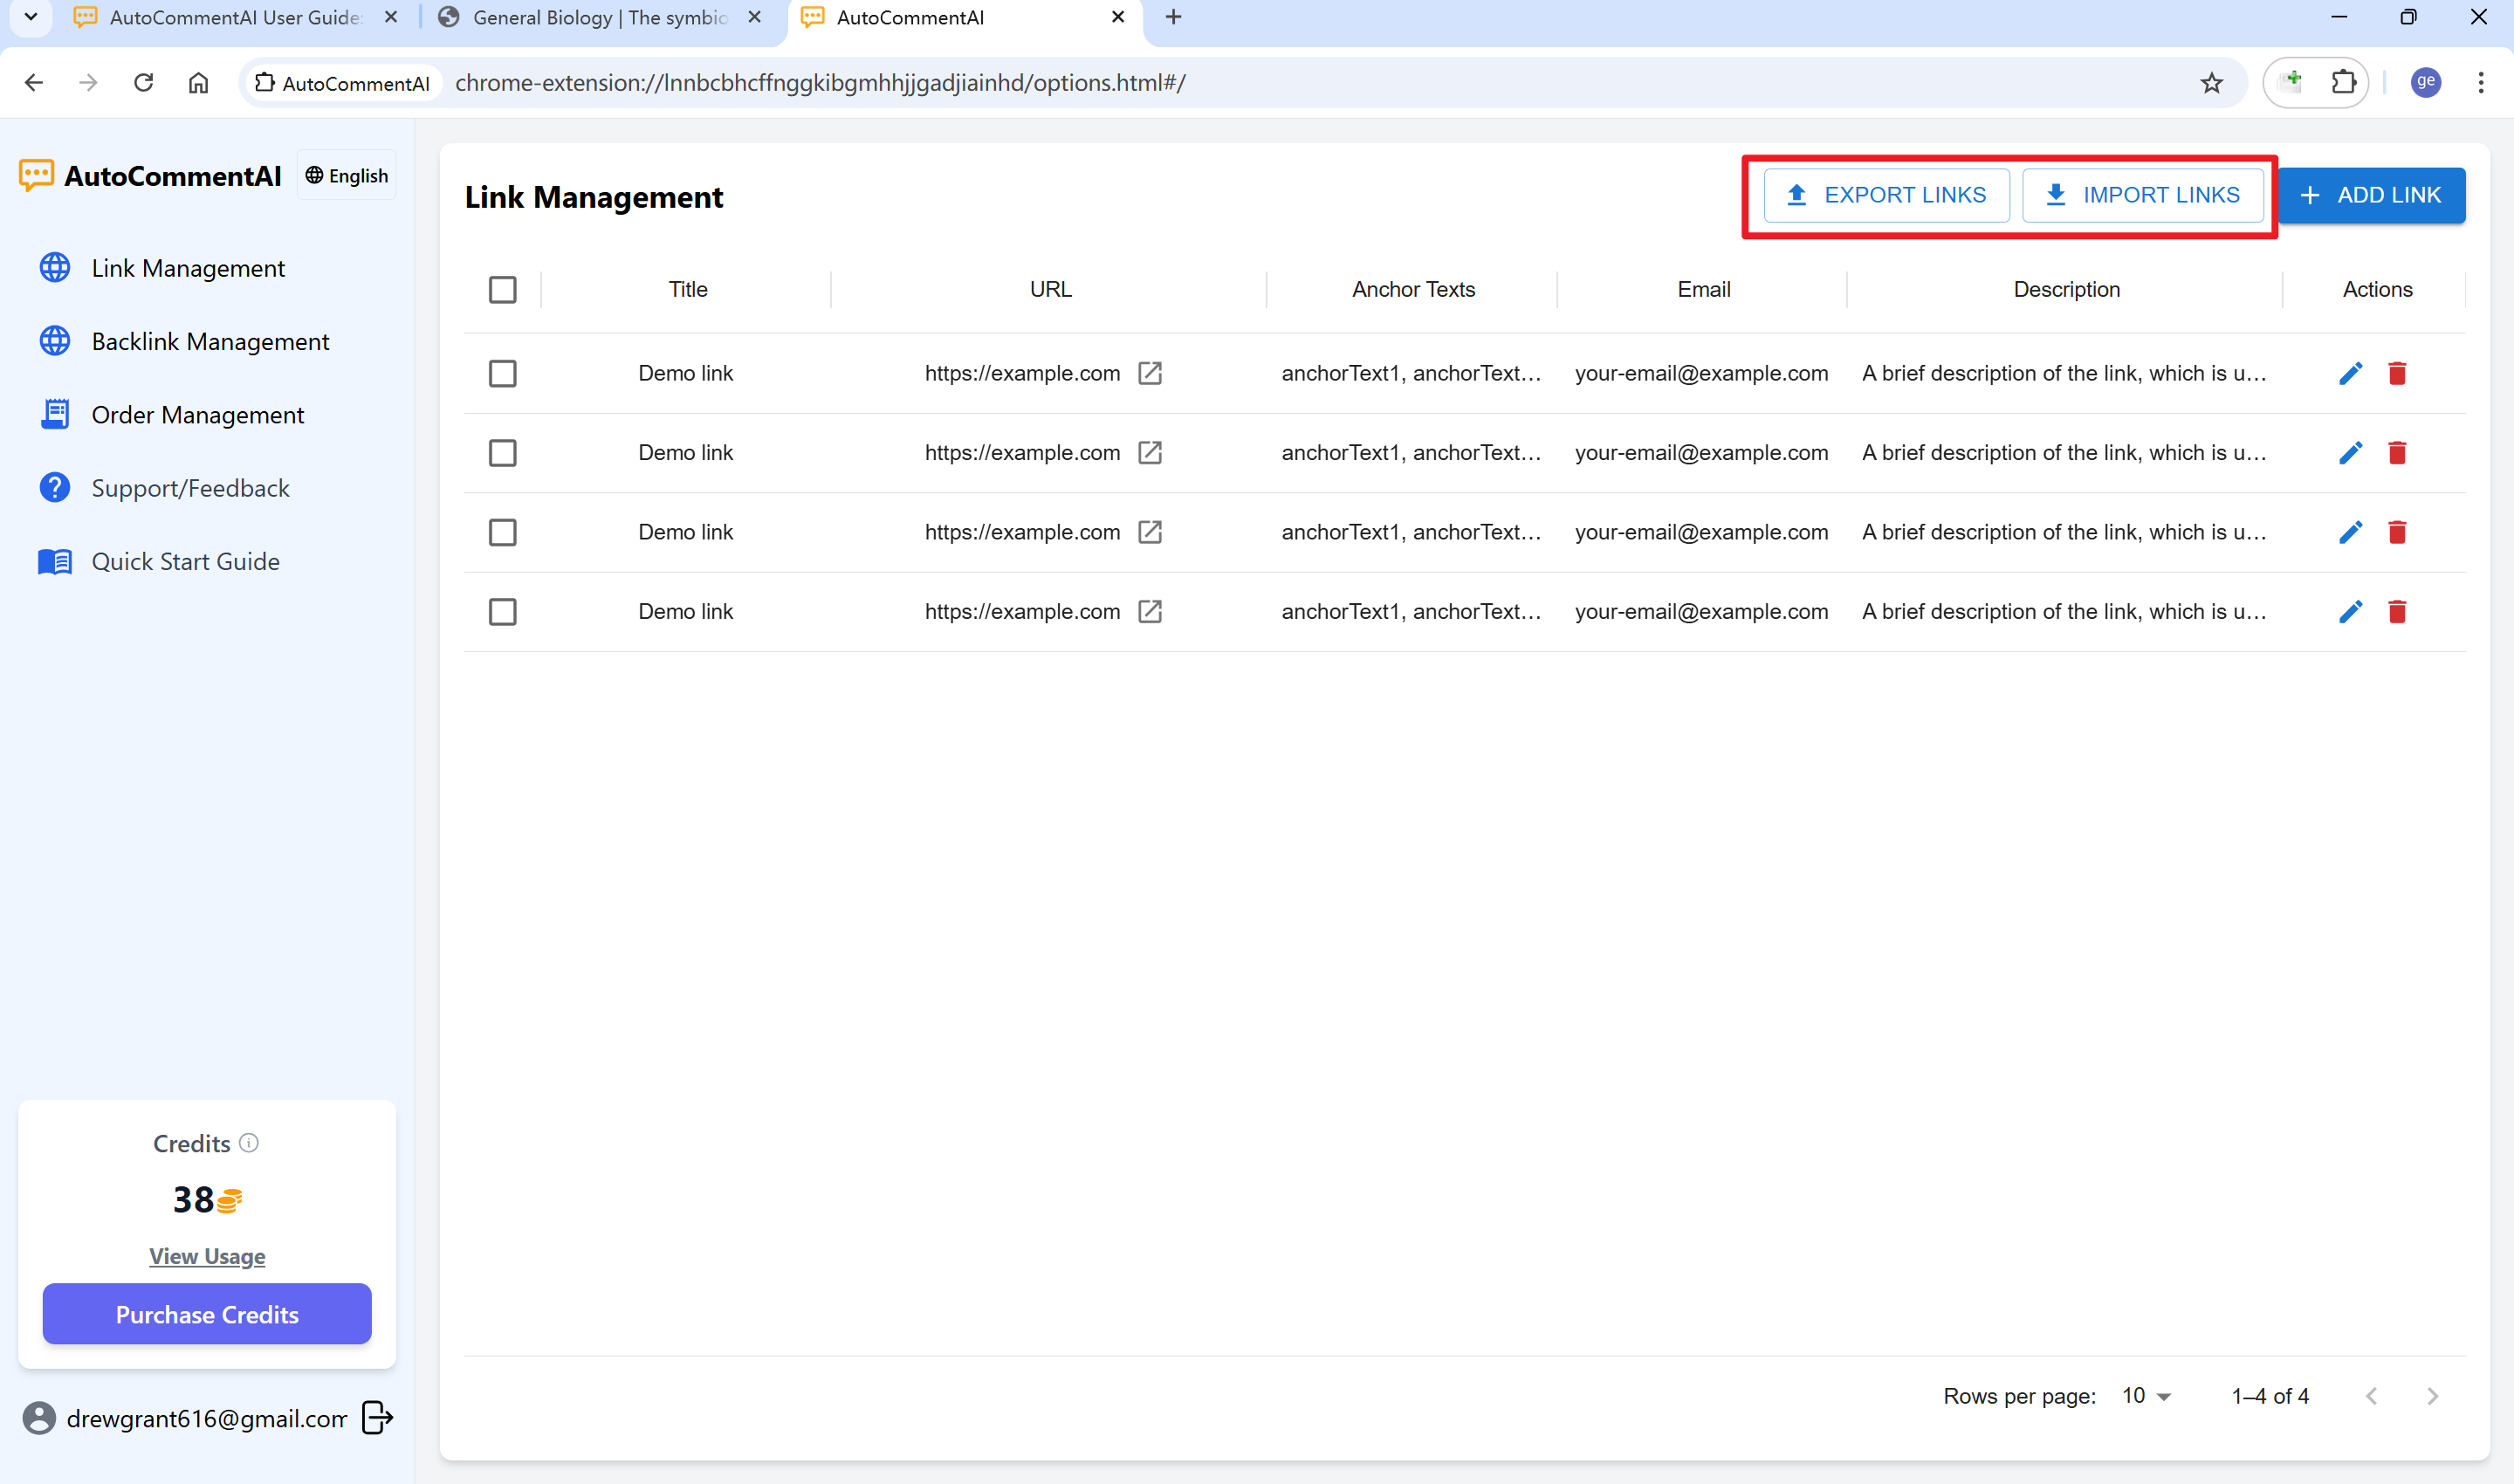 AutoCommentAI User Guide:
General Biology | The symbio
AutoCommentAI
AutoCommentAI
chrome-extension://lnnbcbhcffnggkibgmhhjjgadjiainhd/options.html#/
ge
AutoCommentAI
English
Link Management
Backlink Management
Order Management
Support/Feedback
Quick Start Guide
Credits
38
View Usage
Purchase Credits
drewgrant616@gmail.com
Link Management
EXPORT LINKS
IMPORT LINKS
ADD LINK
Title URL Anchor Texts Email Description Actions
Demo link https://example.com anchorText1, anchorText... your-email@example.com A brief description of the link, which is u...
Demo link https://example.com anchorText1, anchorText... your-email@example.com A brief description of the link, which is u...
Demo link https://example.com anchorText1, anchorText... your-email@example.com A brief description of the link, which is u...
Demo link https://example.com anchorText1, anchorText... your-email@example.com A brief description of the link, which is u...
Rows per page: 10 1–4 of 4